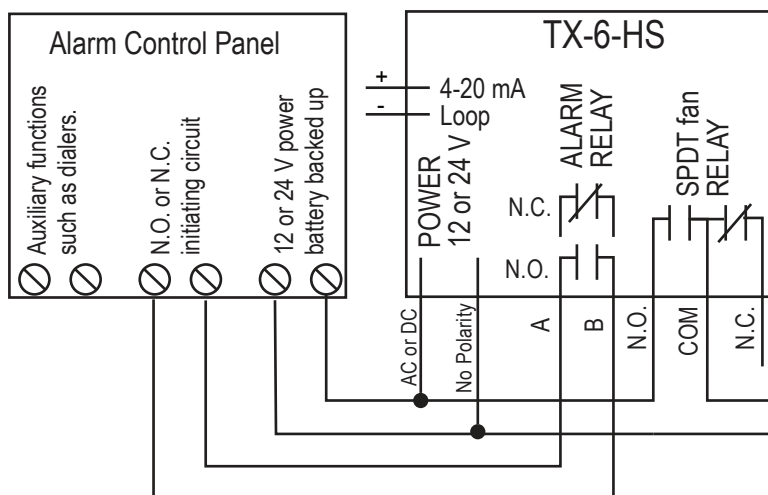 Alarm Control Panel
Auxiliary functions
such as dialers.
N.O. or N.C.
initiating circuit
12 or 24 V power
battery backed up
TX-6-HS
+
4-20 mA
-
Loop
POWER
12 or 24 V
ALARM
RELAY
N.C.
N.O.
SPDT fan
RELAY
AC or DC
No Polarity
A
B
N.O.
COM
N.C.